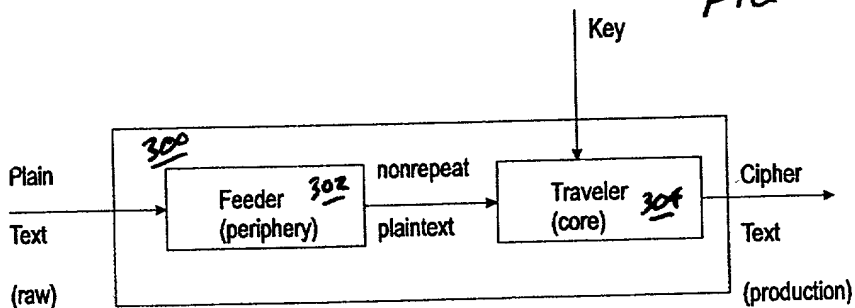 Key
300
Plain
Text
(raw)
Feeder 302
(periphery)
nonrepeat
plaintext
Traveler
(core) 304
Cipher
Text
(production)